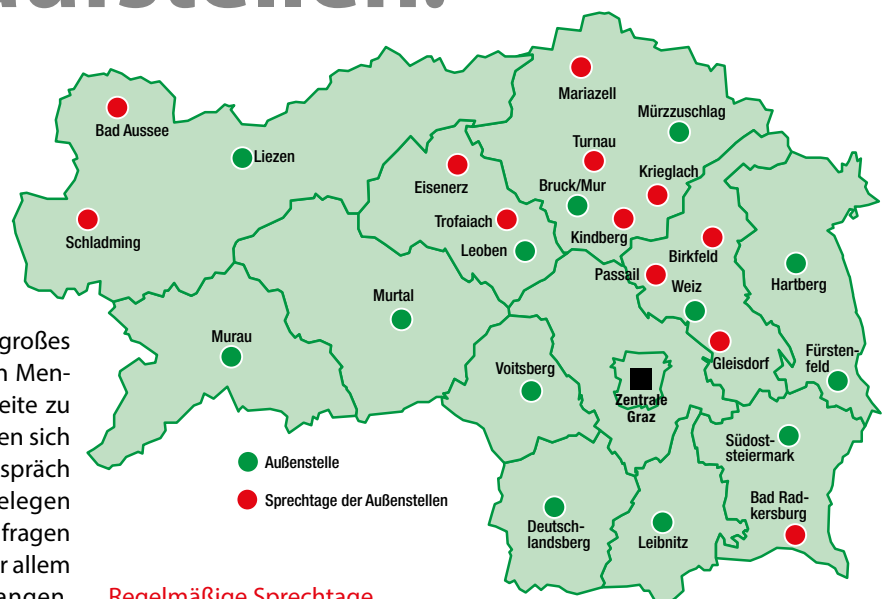 Mariazell
Mürzzuschlag
Bad Aussee
Turnau
Liezen
Krieglach
Eisenerz
Bruck/Mur
Trofaiach
Kindberg
Schladming
Leoben
Birkfeld
Passail
Weiz
Hartberg
Murtal
Murau
Voitsberg
Gleisdorf
Fürsten-
feld
Zentrale
Graz
Südost-
steiermark
Bad Rad-
kersburg
Deutsch-
landsberg
Leibnitz
Außenstelle
Sprechtage der Außenstellen
großes
n Men-
eite zu
en sich
spräch
elegen
fragen
r allem
angen.
Regelmäßige Sprechtage